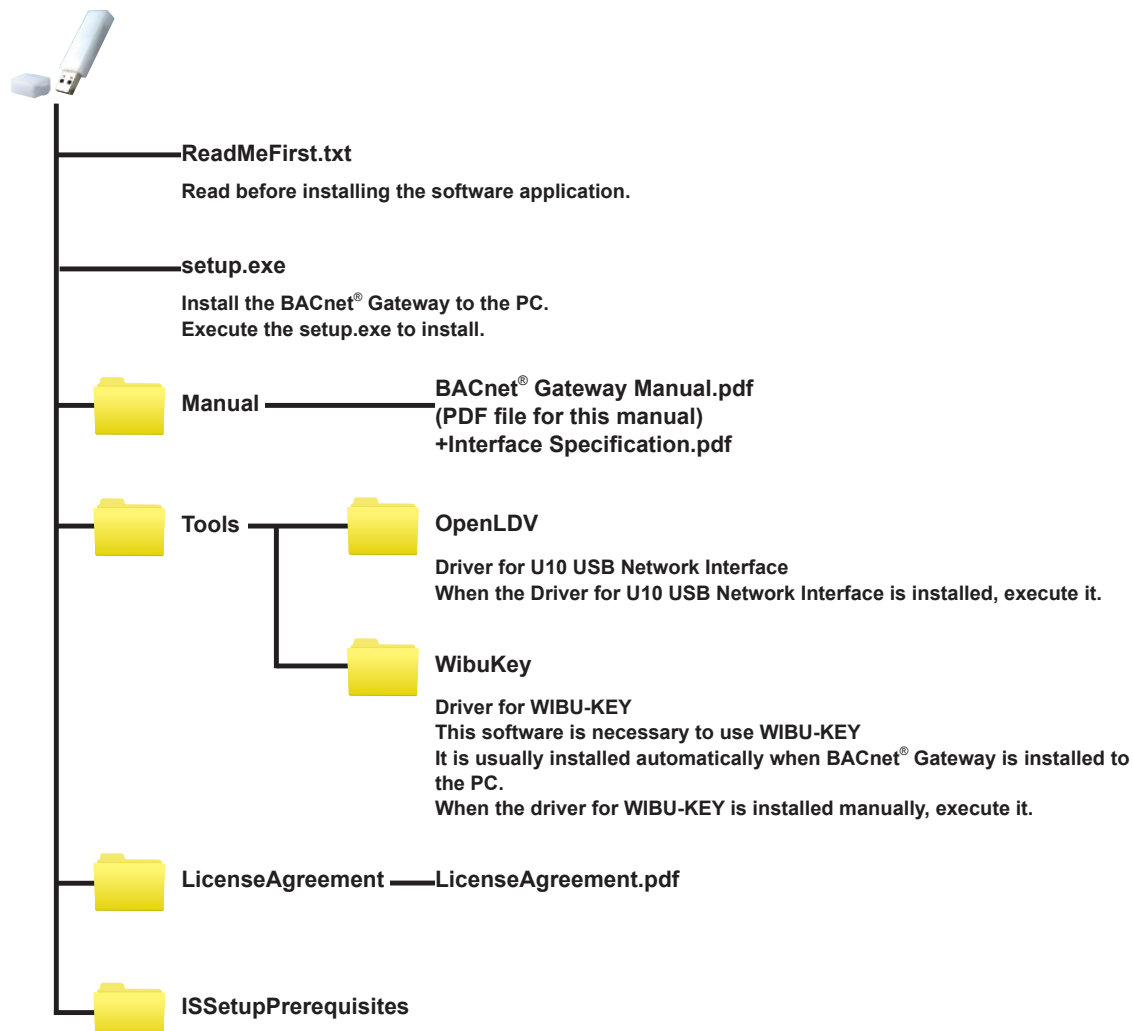 ReadMeFirst.txt
Read before installing the software application.
setup.exe
Install the BACnet® Gateway to the PC.
Execute the setup.exe to install.
Manual
BACnet® Gateway Manual.pdf
(PDF file for this manual)
+Interface Specification.pdf
Tools
OpenLDV
Driver for U10 USB Network Interface
When the Driver for U10 USB Network Interface is installed, execute it.
WibuKey
Driver for WIBU-KEY
This software is necessary to use WIBU-KEY
It is usually installed automatically when BACnet® Gateway is installed to
the PC.
When the driver for WIBU-KEY is installed manually, execute it.
LicenseAgreement
LicenseAgreement.pdf
ISSetupPrerequisites